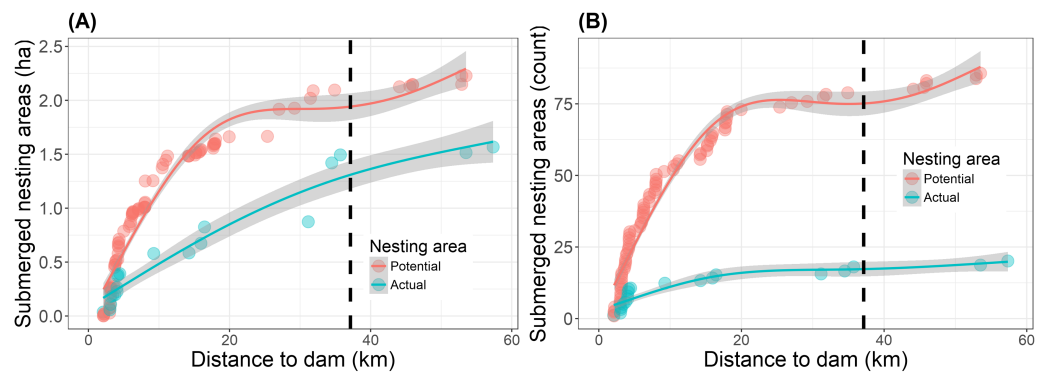 (A)
Submerged nesting areas (ha)
2.5
2.0
1.5
1.0
0.5
0.0
0
20
40
60
Distance to dam (km)
Nesting area
Potential
Actual
(B)
Submerged nesting areas (count)
75
50
25
0
0
20
40
60
Distance to dam (km)
Nesting area
Potential
Actual